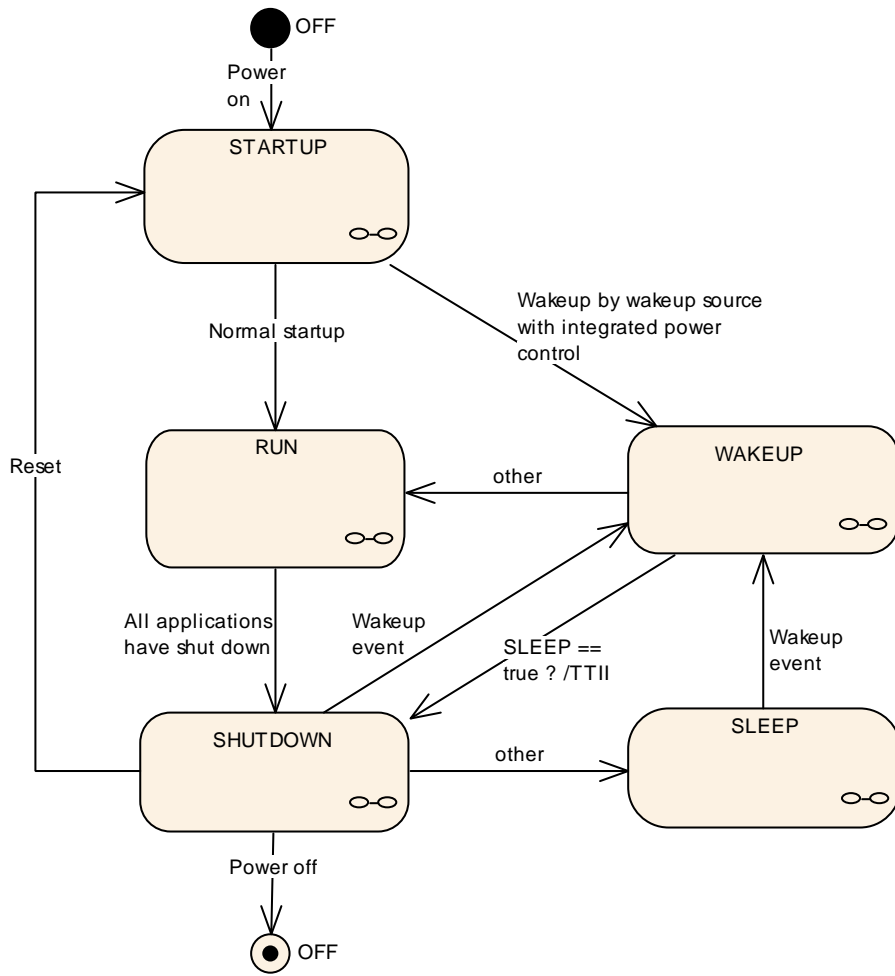 OFF
Power
on
STARTUP
Wakeup by wakeup source
with integrated power
control
Normal startup
Reset
RUN
WAKEUP
other
All applications
have shut down
Wakeup
event
SLEEP ==
true ? /TTII
Wakeup
event
SHUTDOWN
SLEEP
other
Power off
OFF